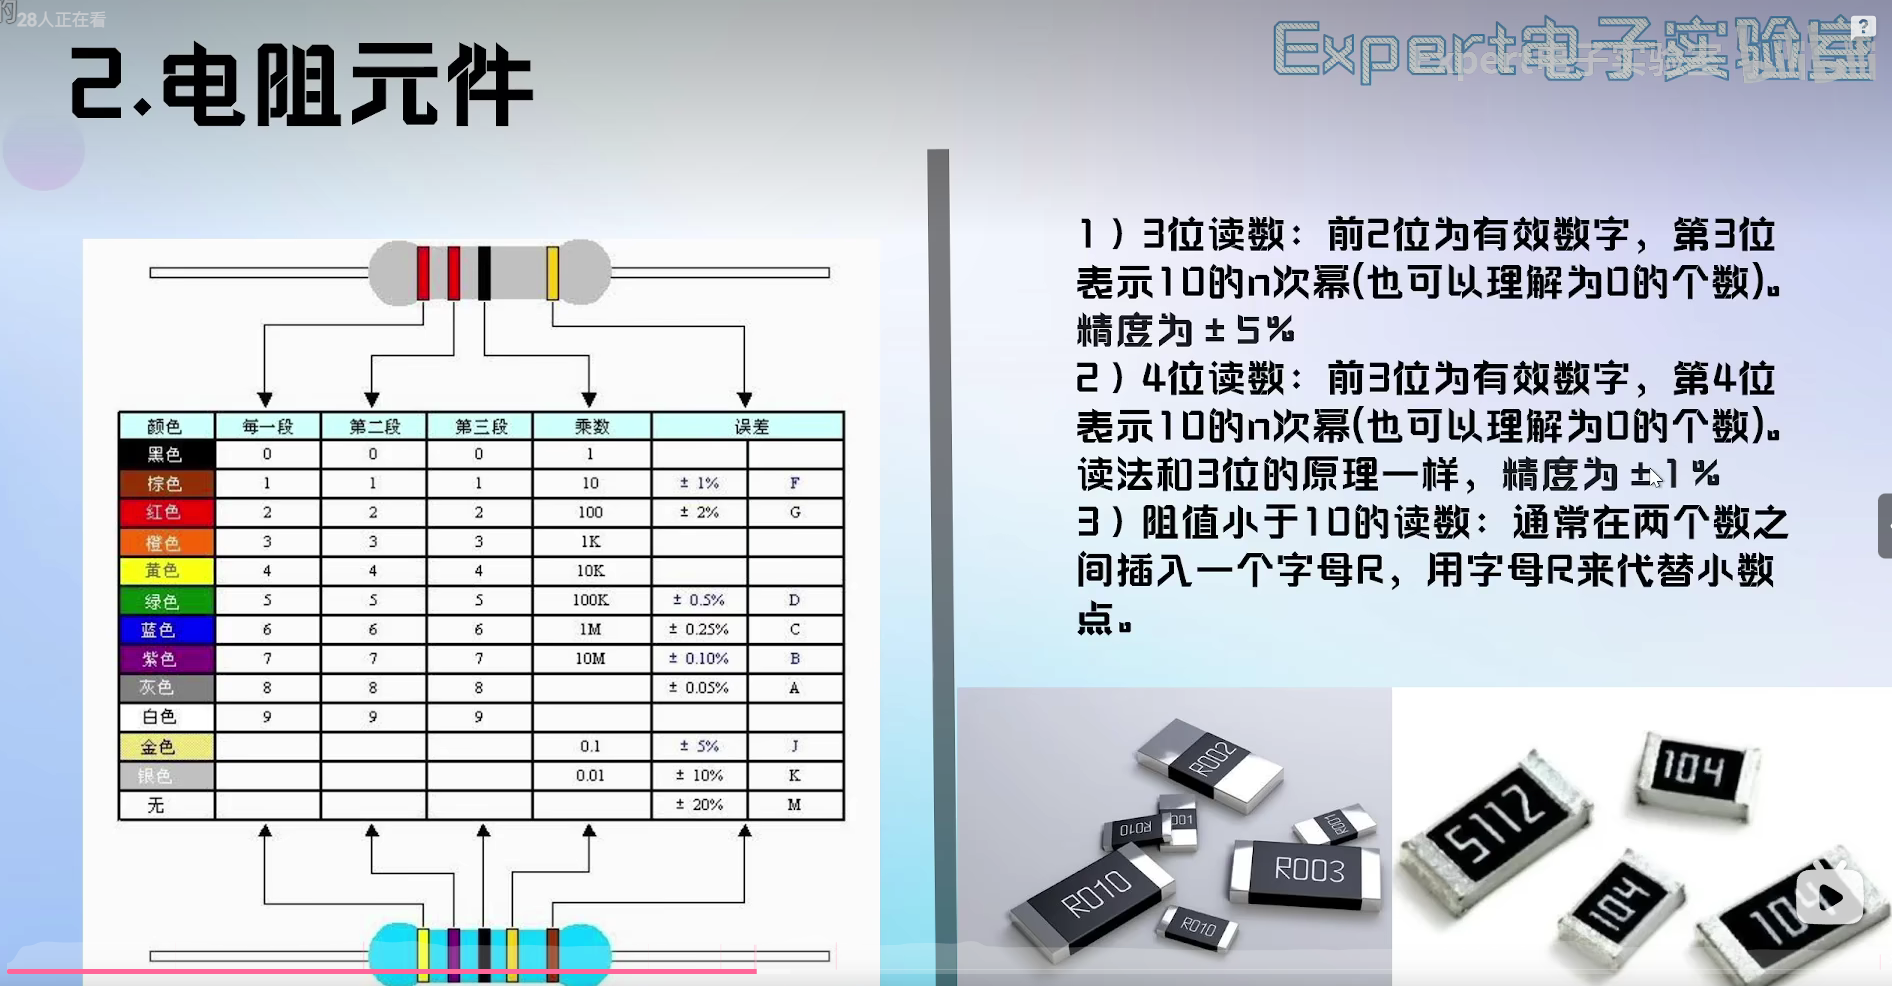 28人正在看
Expert电子实验室
2.电阻元件
颜色 每一段 第二段 第三段 乘数 误差
黑色 0 0 0 1
棕色 1 1 1 10 ± 1% F
红色 2 2 2 100 ± 2% G
橙色 3 3 3 1K
黄色 4 4 4 10K
绿色 5 5 5 100K ± 0.5% D
蓝色 6 6 6 1M ± 0.25% C
紫色 7 7 7 10M ± 0.10% B
灰色 8 8 8 ± 0.05% A
白色 9 9 9
金色 0.1 ± 5% J
银色 0.01 ± 10% K
无 ± 20% M
1）3位读数：前2位为有效数字，第3位
表示10的n次幂(也可以理解为0的个数)。
精度为±5%
2）4位读数：前3位为有效数字，第4位
表示10的n次幂(也可以理解为0的个数)。
读法和3位的原理一样，精度为±1%
3）阻值小于10的读数：通常在两个数之
间插入一个字母R，用字母R来代替小数
点。
R002
R010
001
R001
R010
R003
R010
5112
104
104
104